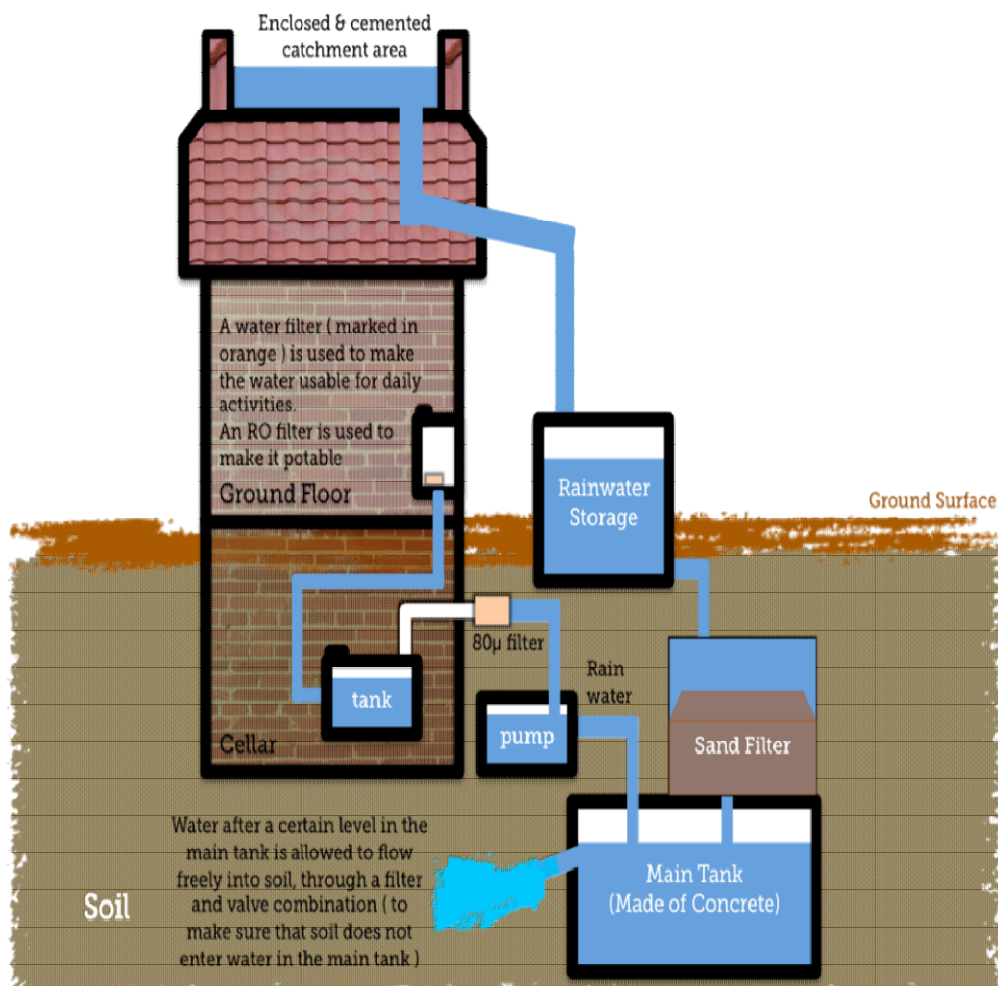 Enclosed & cemented
catchment area
A water filter ( marked in
orange ) is used to make
the water usable for daily
activities.
An RO filter is used to
make it potable
Ground Floor
Rainwater
Storage
Ground Surface
80µ filter
Rain
water
tank
pump
Sand Filter
Cellar
Water after a certain level in the
main tank is allowed to flow
freely into soil, through a filter
and valve combination ( to
make sure that soil does not
enter water in the main tank )
Soil
Main Tank
(Made of Concrete)